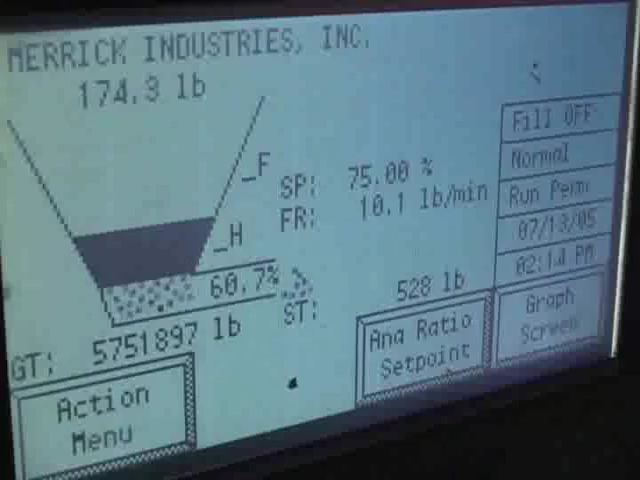 MERRICK INDUSTRIES, INC.
174.3 lb
Fill OFF
Normal
Run Perm
07/13/05
02:14 PM
_F
SP: 75.00 %
FR: 10.1 lb/min
_H
60.7%
ST: 528 lb
GT: 5751897 lb
Action
Menu
Ana Ratio
Setpoint
Graph
Screen